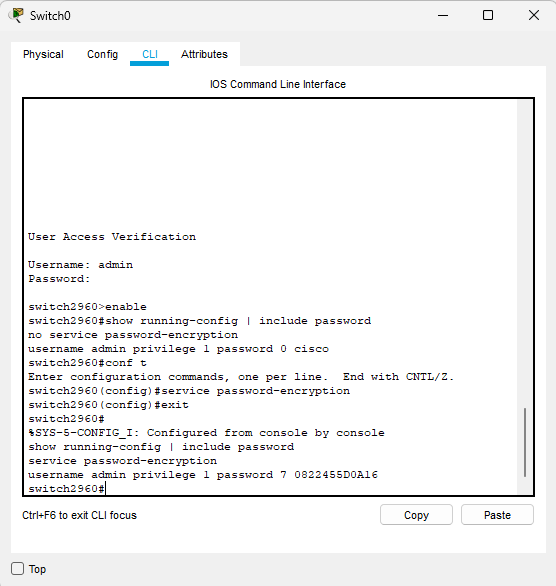 Switch0
Physical Config CLI Attributes
IOS Command Line Interface
User Access Verification
Username: admin
Password:
switch2960>enable
switch2960#show running-config | include password
no service password-encryption
username admin privilege 1 password 0 cisco
switch2960#conf t
Enter configuration commands, one per line.  End with CNTL/Z.
switch2960(config)#service password-encryption
switch2960(config)#exit
switch2960#
%SYS-5-CONFIG_I: Configured from console by console
show running-config | include password
service password-encryption
username admin privilege 1 password 7 0822455D0A16
switch2960#
Ctrl+F6 to exit CLI focus
Copy Paste
Top